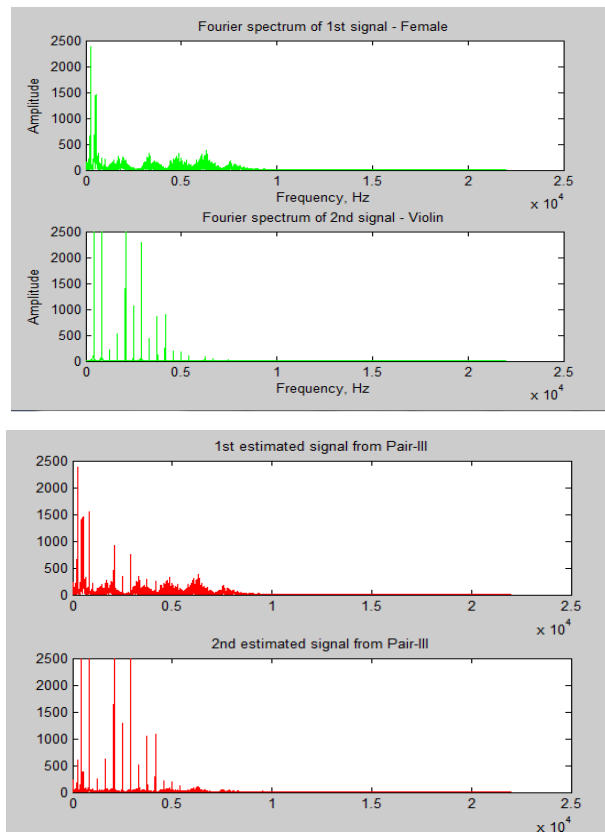 Fourier spectrum of 1st signal - Female
2500
2000
1500
1000
500
0
Amplitude
0 0.5 1 1.5 2 2.5
Frequency, Hz
x 10^4
Fourier spectrum of 2nd signal - Violin
2500
2000
1500
1000
500
0
Amplitude
0 0.5 1 1.5 2 2.5
Frequency, Hz
x 10^4
1st estimated signal from Pair-III
2500
2000
1500
1000
500
0
0 0.5 1 1.5 2 2.5
x 10^4
2nd estimated signal from Pair-III
2500
2000
1500
1000
500
0
0 0.5 1 1.5 2 2.5
x 10^4